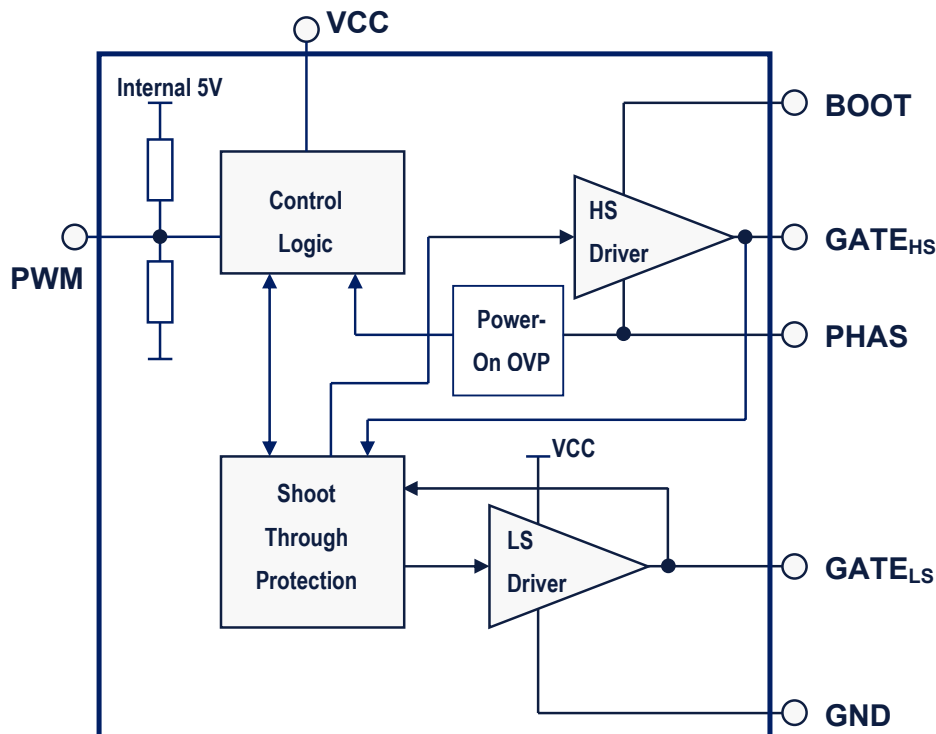 VCC
Internal 5V
BOOT
Control
Logic
HS
Driver
GATEHS
PWM
Power-
On OVP
PHAS
VCC
Shoot
Through
Protection
LS
Driver
GATELS
GND